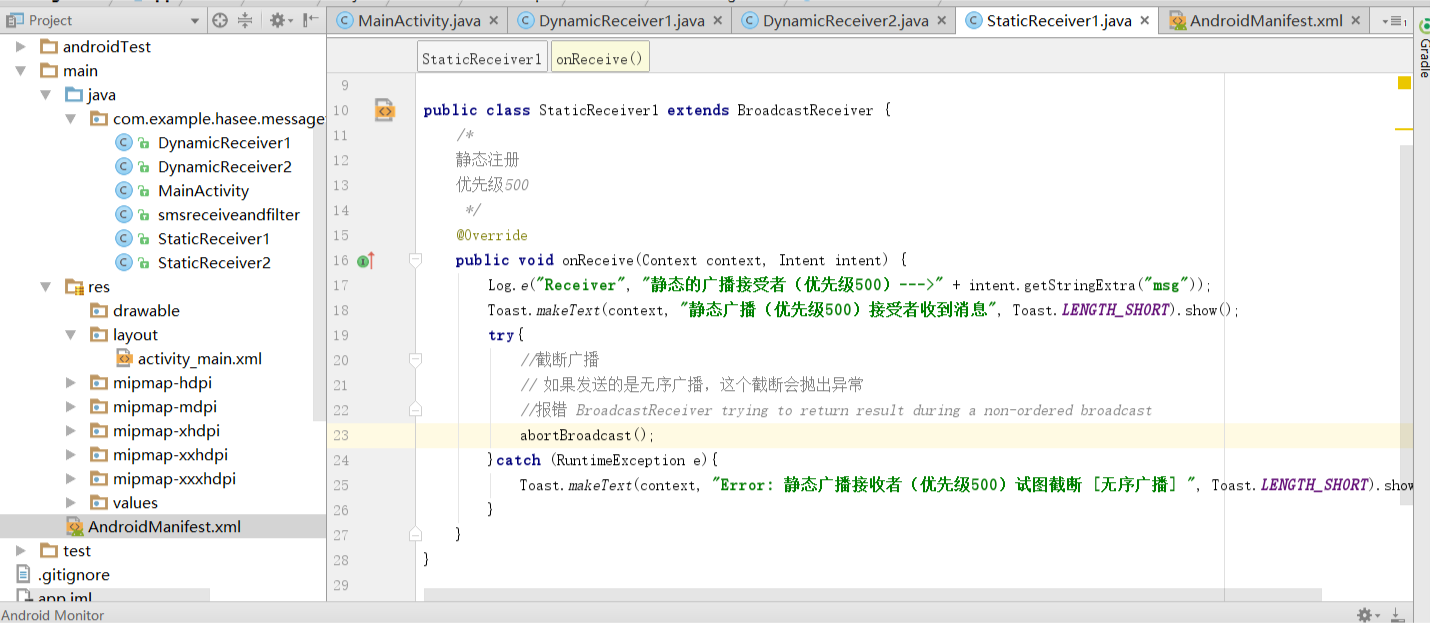 Project
MainActivity.java
DynamicReceiver1.java
DynamicReceiver2.java
StaticReceiver1.java
AndroidManifest.xml
androidTest
main
java
com.example.hasee.message
DynamicReceiver1
DynamicReceiver2
MainActivity
smsreceiveandfilter
StaticReceiver1
StaticReceiver2
res
drawable
layout
activity_main.xml
mipmap-hdpi
mipmap-mdpi
mipmap-xhdpi
mipmap-xxhdpi
mipmap-xxxhdpi
values
AndroidManifest.xml
test
.gitignore
app.iml
Android Monitor
StaticReceiver1 onReceive()
9
10 public class StaticReceiver1 extends BroadcastReceiver {
11 /*
12 静态注册
13 优先级500
14 */
15 @Override
16 public void onReceive(Context context, Intent intent) {
17 Log.e("Receiver", "静态的广播接受者（优先级500）--->" + intent.getStringExtra("msg"));
18 Toast.makeText(context, "静态广播（优先级500）接受者收到消息", Toast.LENGTH_SHORT).show();
19 try{
20 //截断广播
21 // 如果发送的是无序广播，这个截断会抛出异常
22 //报错 BroadcastReceiver trying to return result during a non-ordered broadcast
23 abortBroadcast();
24 }catch (RuntimeException e){
25 Toast.makeText(context, "Error: 静态广播接收者（优先级500）试图截断［无序广播］", Toast.LENGTH_SHORT).show
26 }
27 }
28 }
29
Gradle